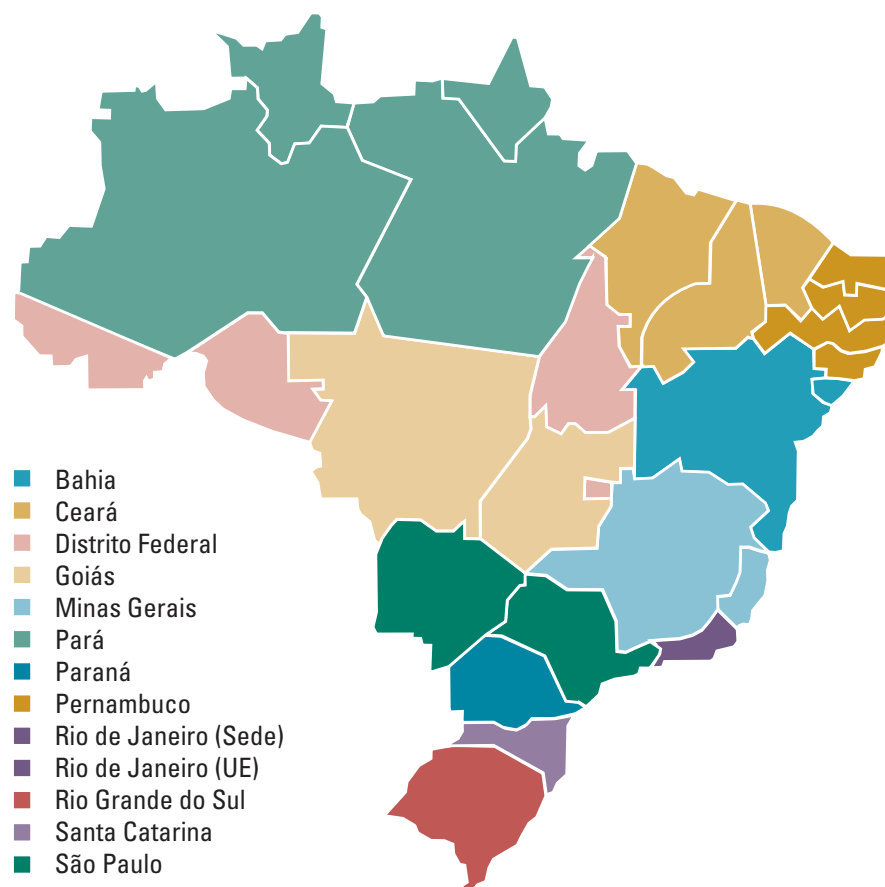 Bahia
Ceará
Distrito Federal
Goiás
Minas Gerais
Pará
Paraná
Pernambuco
Rio de Janeiro (Sede)
Rio de Janeiro (UE)
Rio Grande do Sul
Santa Catarina
São Paulo